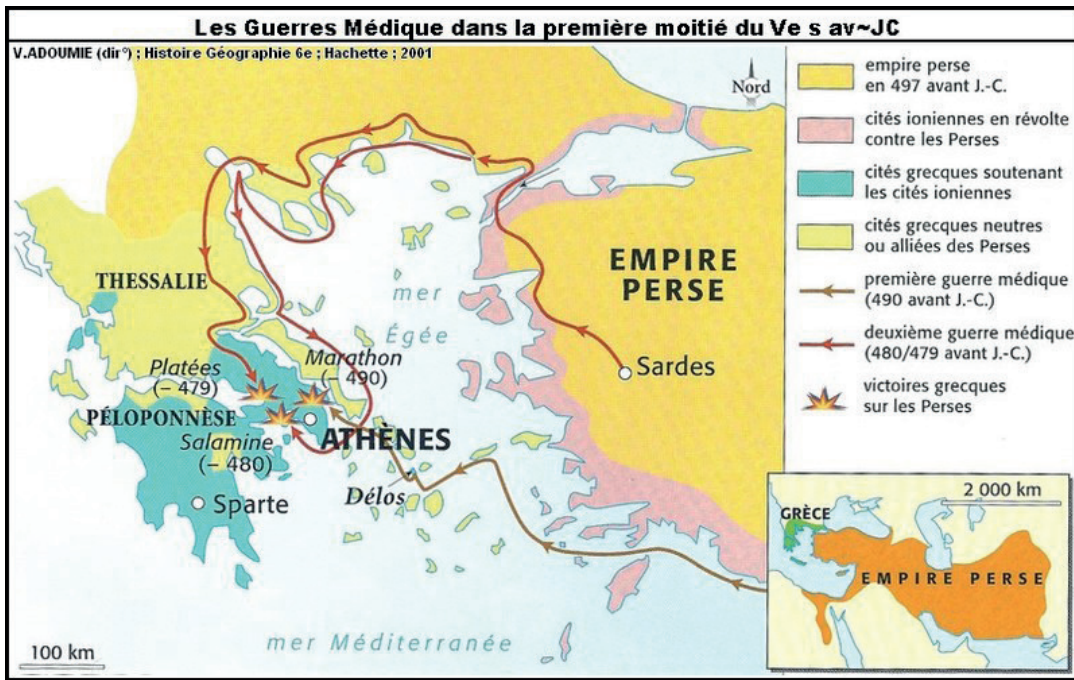 Les Guerres Médique dans la première moitié du Ve s av~JC
V.ADOUMIE (dir°) ; Histoire Géographie 6e ; Hachette ; 2001
Nord
THESSALIE
Platées
(– 479)
Marathon
(– 490)
PÉLOPONNÈSE
Salamine
(– 480)
ATHÈNES
Sparte
Délos
mer
Égée
EMPIRE
PERSE
Sardes
mer Méditerranée
100 km
empire perse
en 497 avant J.-C.
cités ioniennes en révolte
contre les Perses
cités grecques soutenant
les cités ioniennes
cités grecques neutres
ou alliées des Perses
première guerre médique
(490 avant J.-C.)
deuxième guerre médique
(480/479 avant J.-C.)
victoires grecques
sur les Perses
2 000 km
GRÈCE
EMPIRE PERSE